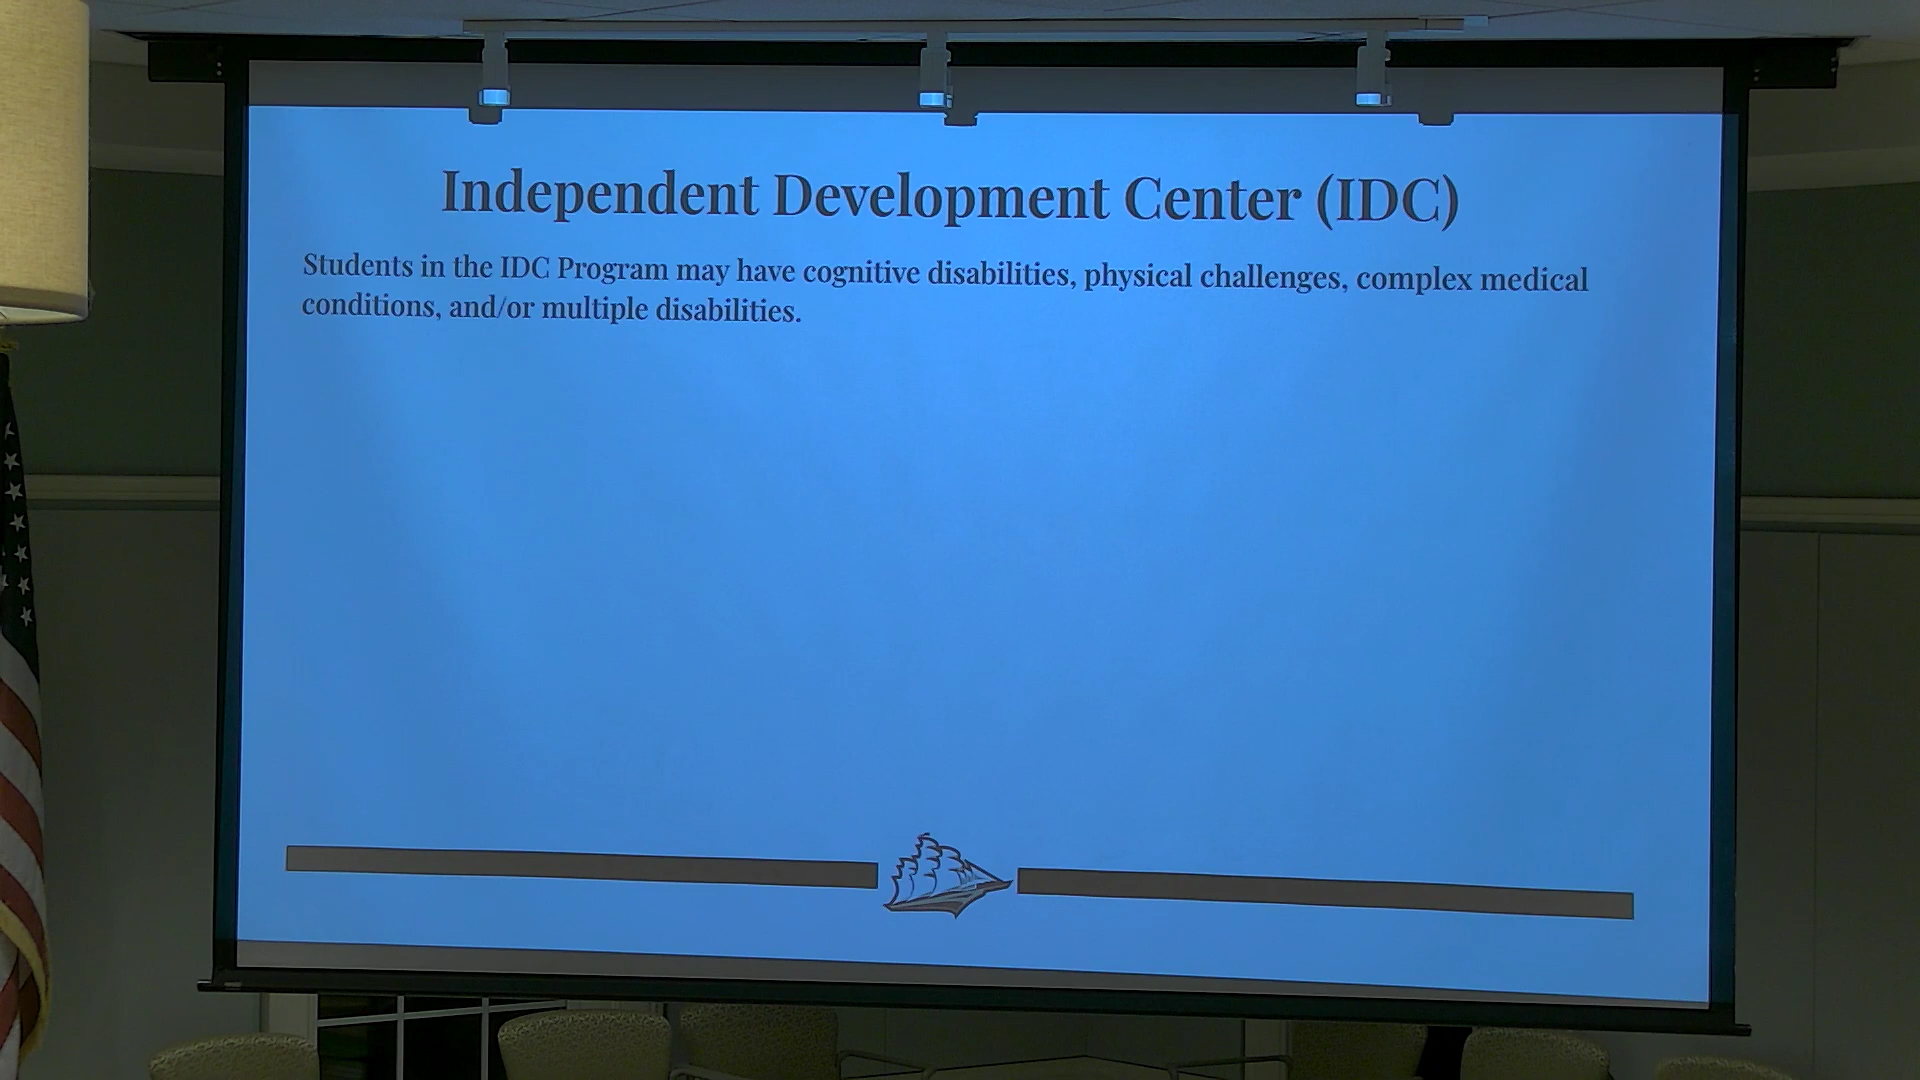 Independent Development Center (IDC)
Students in the IDC Program may have cognitive disabilities, physical challenges, complex medical
conditions, and/or multiple disabilities.